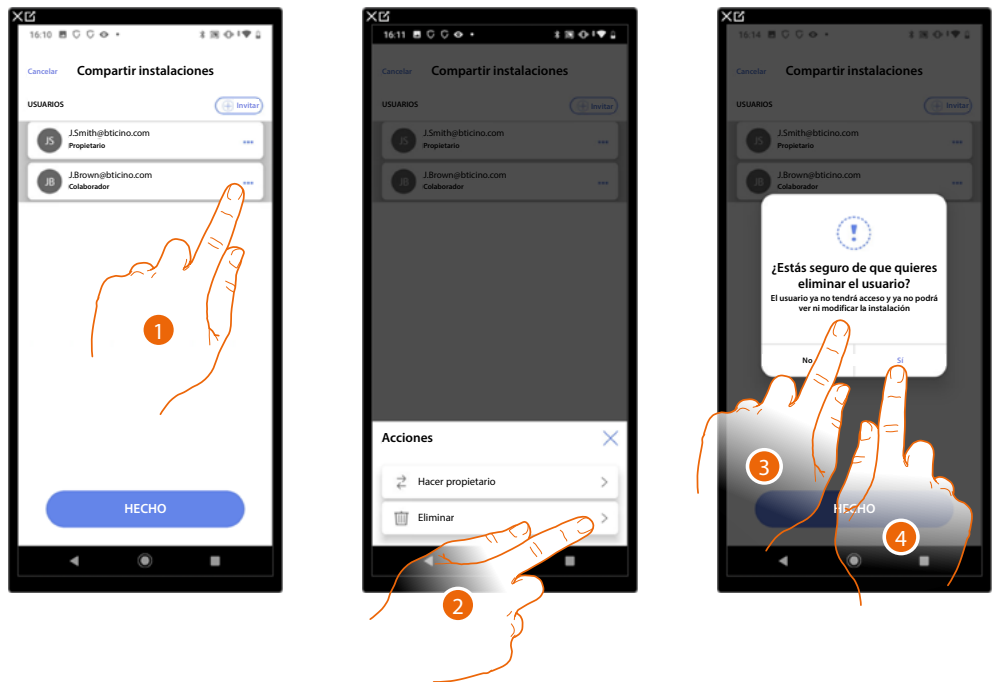 16:10
Cancelar Compartir instalaciones
USUARIOS
Invitar
JS
J.Smith@bticino.com
Propietario
JB
J.Brown@bticino.com
Colaborador
1
HECHO
16:11
Cancelar Compartir instalaciones
USUARIOS
Invitar
JS
J.Smith@bticino.com
Propietario
JB
J.Brown@bticino.com
Colaborador
Acciones
Hacer propietario
Eliminar
2
16:14
Cancelar Compartir instalaciones
USUARIOS
Invitar
JS
J.Smith@bticino.com
Propietario
JB
J.Brown@bticino.com
Colaborador
¿Estás seguro de que quieres
eliminar el usuario?
El usuario ya no tendrá acceso y ya no podrá
ver ni modificar la instalación
No
Sí
3
HECHO
4